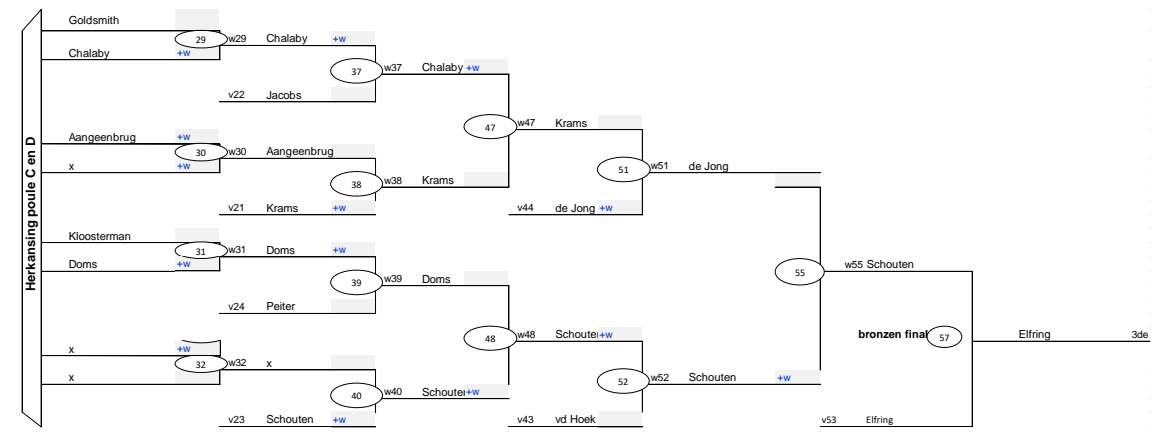 Herkansing poule C en D
Goldsmith
29 w29 Chalaby +w
Chalaby +w
37 w37 Chalaby +w
v22 Jacobs
47 w47 Krams
Aangeenbrug +w
30 w30 Aangeenbrug
x +w
51 w51 de Jong
38 w38 Krams
v21 Krams +w
v44 de Jong +w
Kloosterman
31 w31 Doms +w
Doms +w
55 w55 Schouten
39 w39 Doms
v24 Peiter
48 w48 Schouten +w
bronzen final 57 Elfring 3de
x +w
32 w32 x
x
52 w52 Schouten +w
40 w40 Schouten +w
v23 Schouten +w
v43 vd Hoek
v53 Elfring